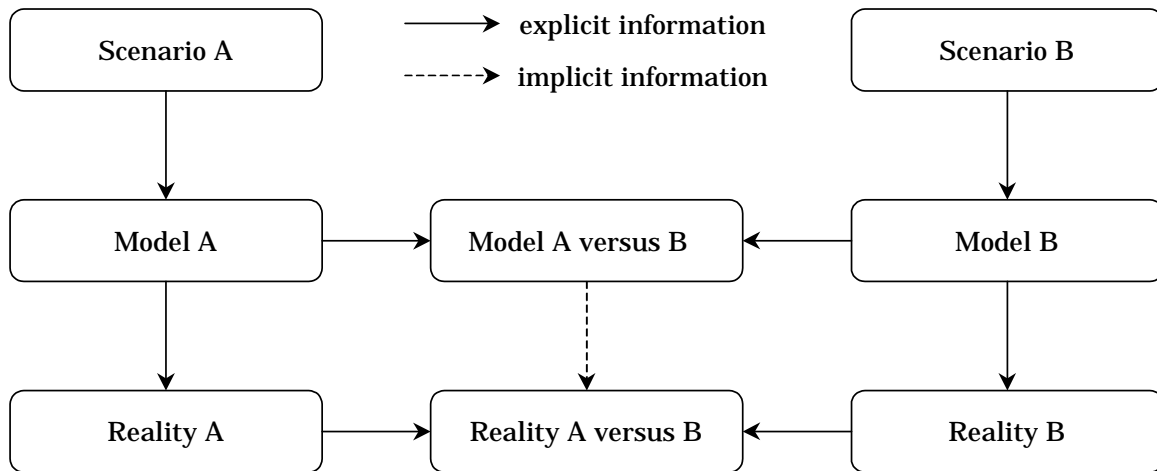 Scenario A
explicit information
implicit information
Scenario B
Model A
Model A versus B
Model B
Reality A
Reality A versus B
Reality B